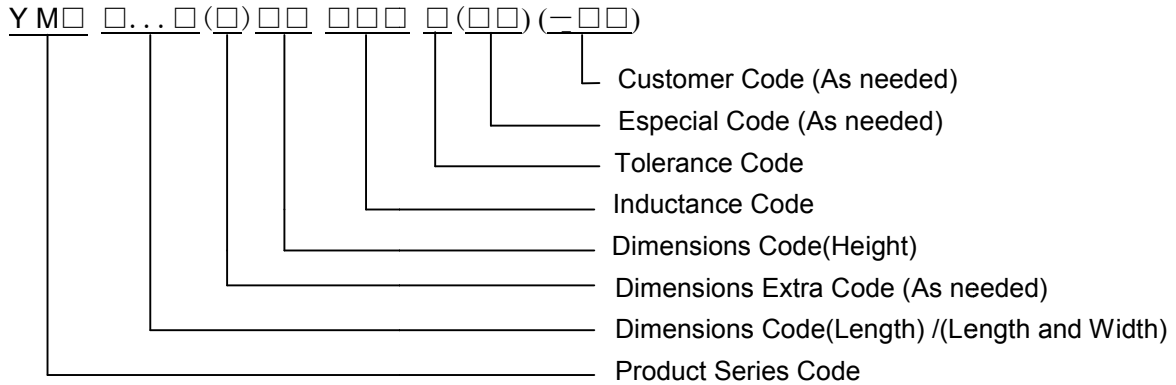 YM□ □...□(□)□□ □□□ □(□□)(-□□)
Customer Code (As needed)
Especial Code (As needed)
Tolerance Code
Inductance Code
Dimensions Code(Height)
Dimensions Extra Code (As needed)
Dimensions Code(Length) /(Length and Width)
Product Series Code